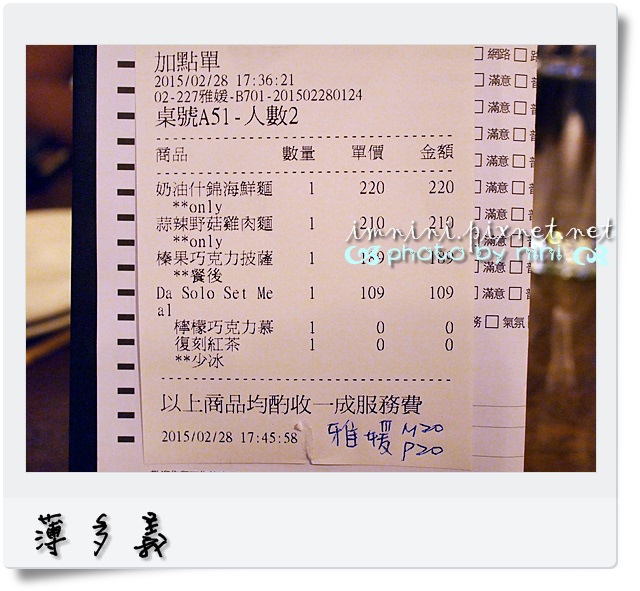 加點單
2015/02/28 17:36:21
02-227雅媛-B701-201502280124
桌號A51-人數2
商品 數量 單價 金額
奶油什錦海鮮麵 1 220 220
**only
蒜辣野菇雞肉麵 1 210 210
**only
榛果巧克力披薩 1 189 189
**餐後
Da Solo Set Me 1 109 109
al
檸檬巧克力慕 1 0 0
復刻紅茶 1 0 0
**少冰
以上商品均酌收一成服務費
2015/02/28 17:45:58
雅媛 M20
P20
網路
滿意
滿意
滿意
滿意
滿意
滿意
滿意
滿意
滿意
氣氛
imnini.pixnet.net
photo by nini
薄多義